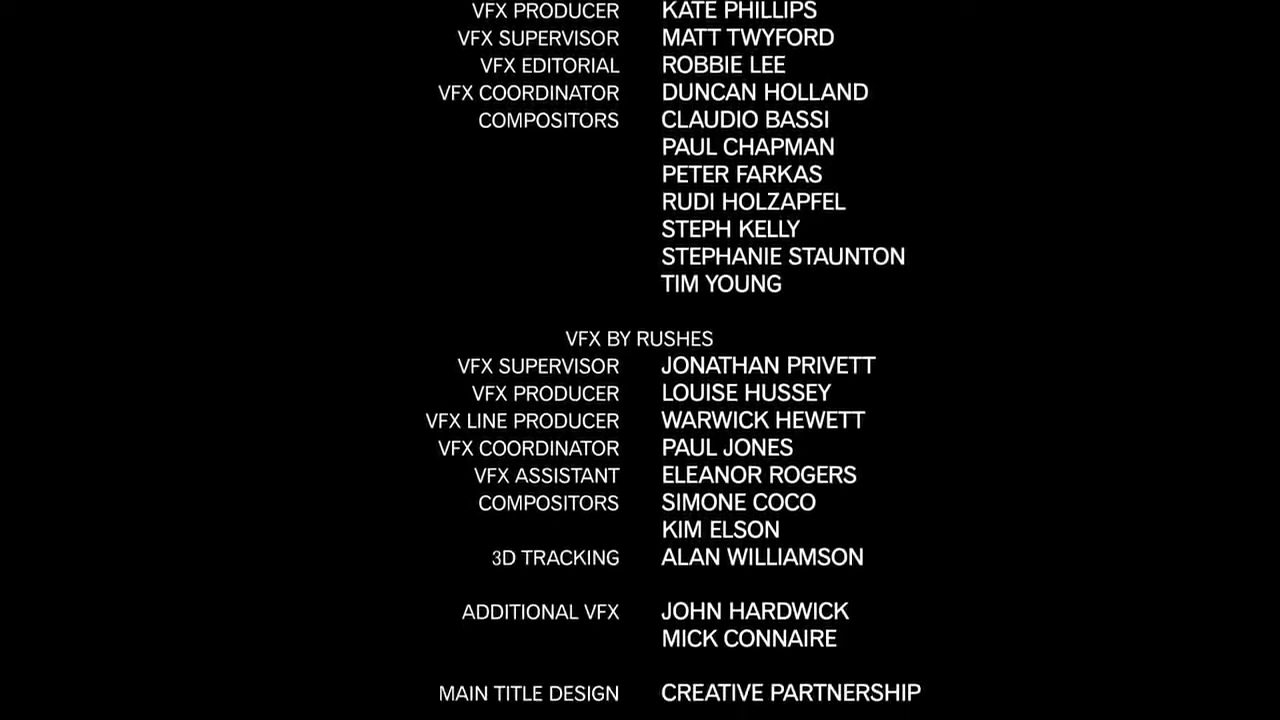 VFX PRODUCER KATE PHILLIPS
VFX SUPERVISOR MATT TWYFORD
VFX EDITORIAL ROBBIE LEE
VFX COORDINATOR DUNCAN HOLLAND
COMPOSITORS CLAUDIO BASSI
PAUL CHAPMAN
PETER FARKAS
RUDI HOLZAPFEL
STEPH KELLY
STEPHANIE STAUNTON
TIM YOUNG
VFX BY RUSHES
VFX SUPERVISOR JONATHAN PRIVETT
VFX PRODUCER LOUISE HUSSEY
VFX LINE PRODUCER WARWICK HEWETT
VFX COORDINATOR PAUL JONES
VFX ASSISTANT ELEANOR ROGERS
COMPOSITORS SIMONE COCO
KIM ELSON
3D TRACKING ALAN WILLIAMSON
ADDITIONAL VFX JOHN HARDWICK
MICK CONNAIRE
MAIN TITLE DESIGN CREATIVE PARTNERSHIP